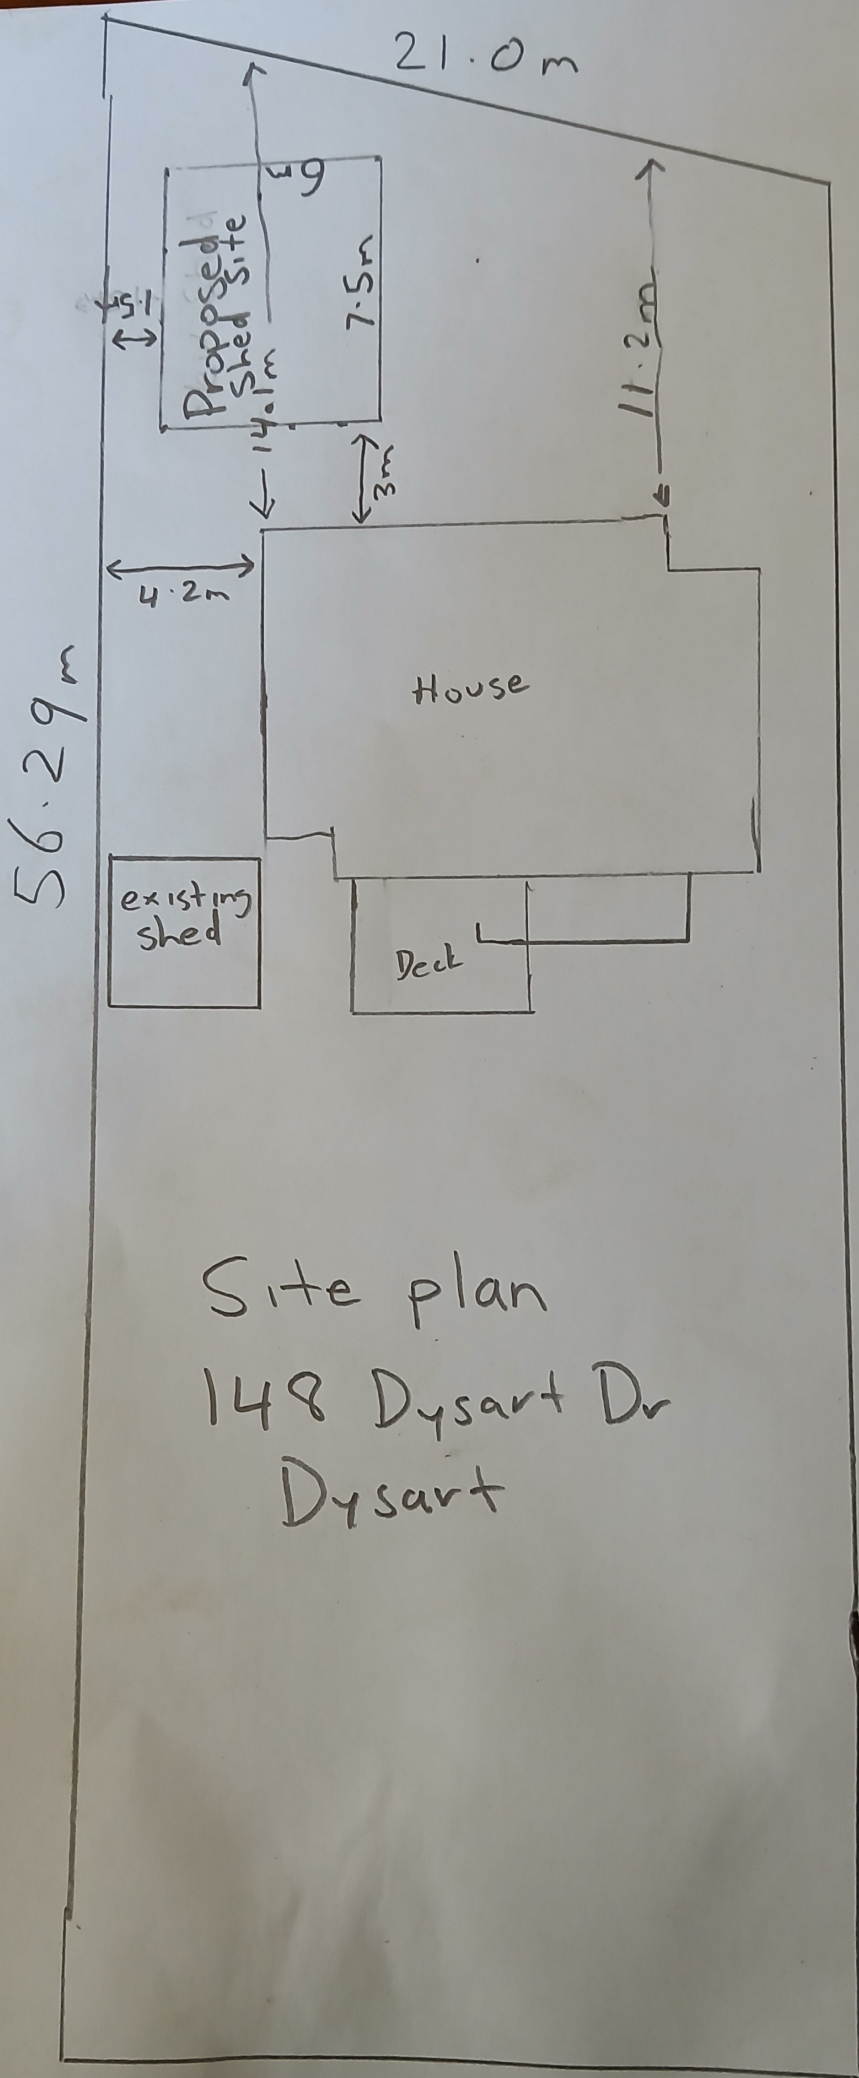 21.0m
6m
Proposed
Shed Site
7.5m
1.5m
14.1m
11.2m
3m
4.2m
House
56.29m
existing
shed
Deck
Site plan
148 Dysart Dr
Dysart